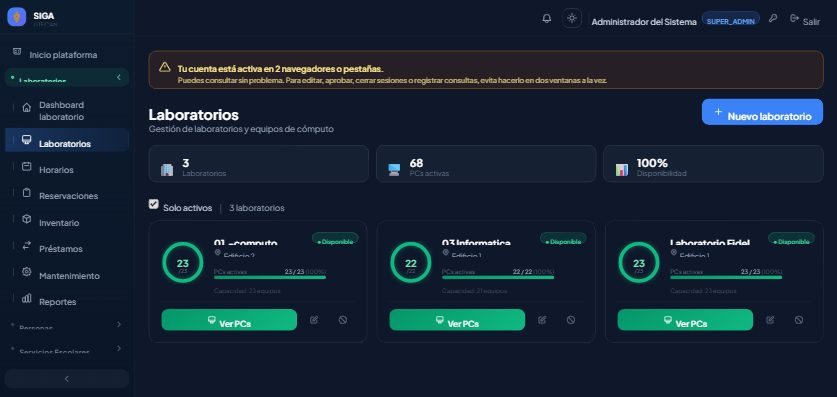 SIGA
Inicio plataforma
Laboratorios
Dashboard
laboratorio
Laboratorios
Horarios
Reservaciones
Inventario
Préstamos
Mantenimiento
Reportes
Personas
Servicios Escolares
Administrador del Sistema
SUPER_ADMIN
Salir
Tu cuenta está activa en 2 navegadores o pestañas.
Puedes consultar sin problema. Para editar, aprobar, cerrar sesiones o registrar consultas, evita hacerlo en dos ventanas a la vez.
Laboratorios
Gestión de laboratorios y equipos de cómputo
+ Nuevo laboratorio
3
Laboratorios
68
PCs activas
100%
Disponibilidad
Solo activos | 3 laboratorios
01 -computo
Disponible
Edificio 2
23
/23
PCs activas 23 / 23 (100%)
Capacidad: 23 equipos
Ver PCs
03 Informatica
Disponible
Edificio 1
22
/22
PCs activas 22 / 22 (100%)
Capacidad: 21 equipos
Ver PCs
Laboratorio Fidel
Disponible
Edificio 1
23
/23
PCs activas 23 / 23 (100%)
Capacidad: 23 equipos
Ver PCs